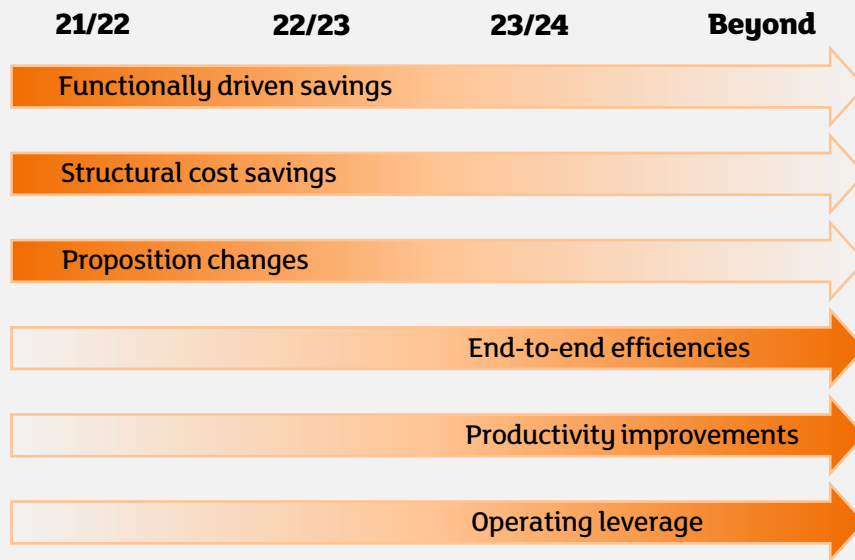 21/22 22/23 23/24 Beyond
Functionally driven savings
Structural cost savings
Proposition changes
End-to-end efficiencies
Productivity improvements
Operating leverage